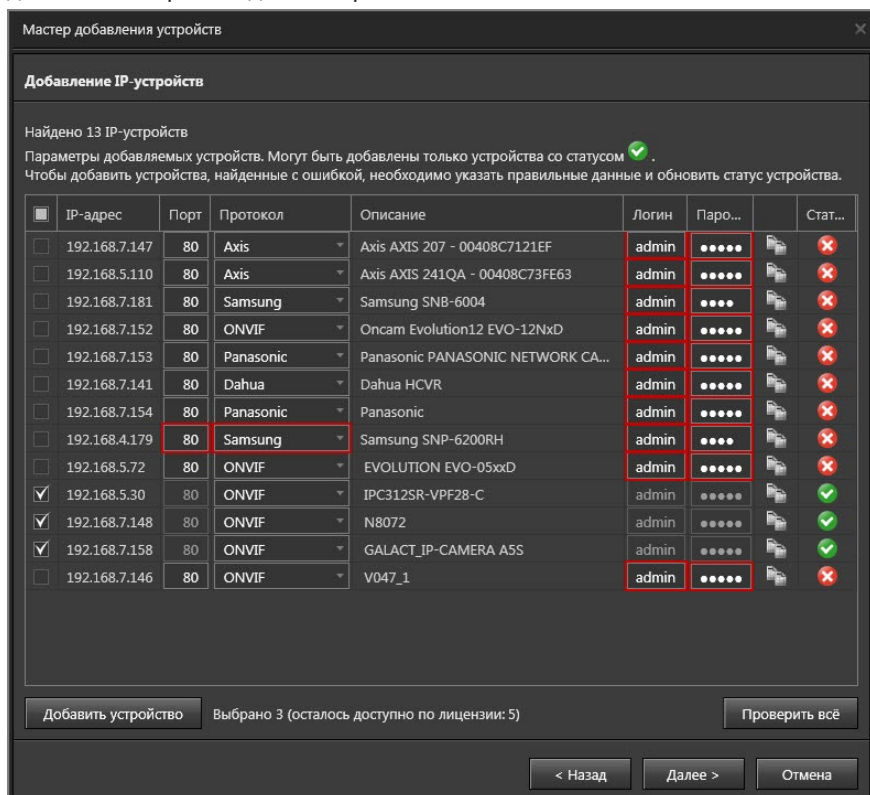 Мастер добавления устройств
Добавление IP-устройств
Найдено 13 IP-устройств
Параметры добавляемых устройств. Могут быть добавлены только устройства со статусом .
Чтобы добавить устройства, найденные с ошибкой, необходимо указать правильные данные и обновить статус устройства.
IP-адрес Порт Протокол Описание Логин Паро... Стат...
192.168.7.147 80 Axis Axis AXIS 207 - 00408C7121EF admin •••••
192.168.5.110 80 Axis Axis AXIS 241QA - 00408C73FE63 admin •••••
192.168.7.181 80 Samsung Samsung SNB-6004 admin ••••
192.168.7.152 80 ONVIF Oncam Evolution12 EVO-12NxD admin •••••
192.168.7.153 80 Panasonic Panasonic PANASONIC NETWORK CA... admin •••••
192.168.7.141 80 Dahua Dahua HCVR admin •••••
192.168.7.154 80 Panasonic Panasonic admin •••••
192.168.4.179 80 Samsung Samsung SNP-6200RH admin ••••
192.168.5.72 80 ONVIF EVOLUTION EVO-05xxD admin •••••
192.168.5.30 80 ONVIF IPC312SR-VPF28-C admin •••••
192.168.7.148 80 ONVIF N8072 admin •••••
192.168.7.158 80 ONVIF GALACT_IP-CAMERA A5S admin •••••
192.168.7.146 80 ONVIF V047_1 admin •••••
Добавить устройство Выбрано 3 (осталось доступно по лицензии: 5) Проверить всё
< Назад Далее > Отмена